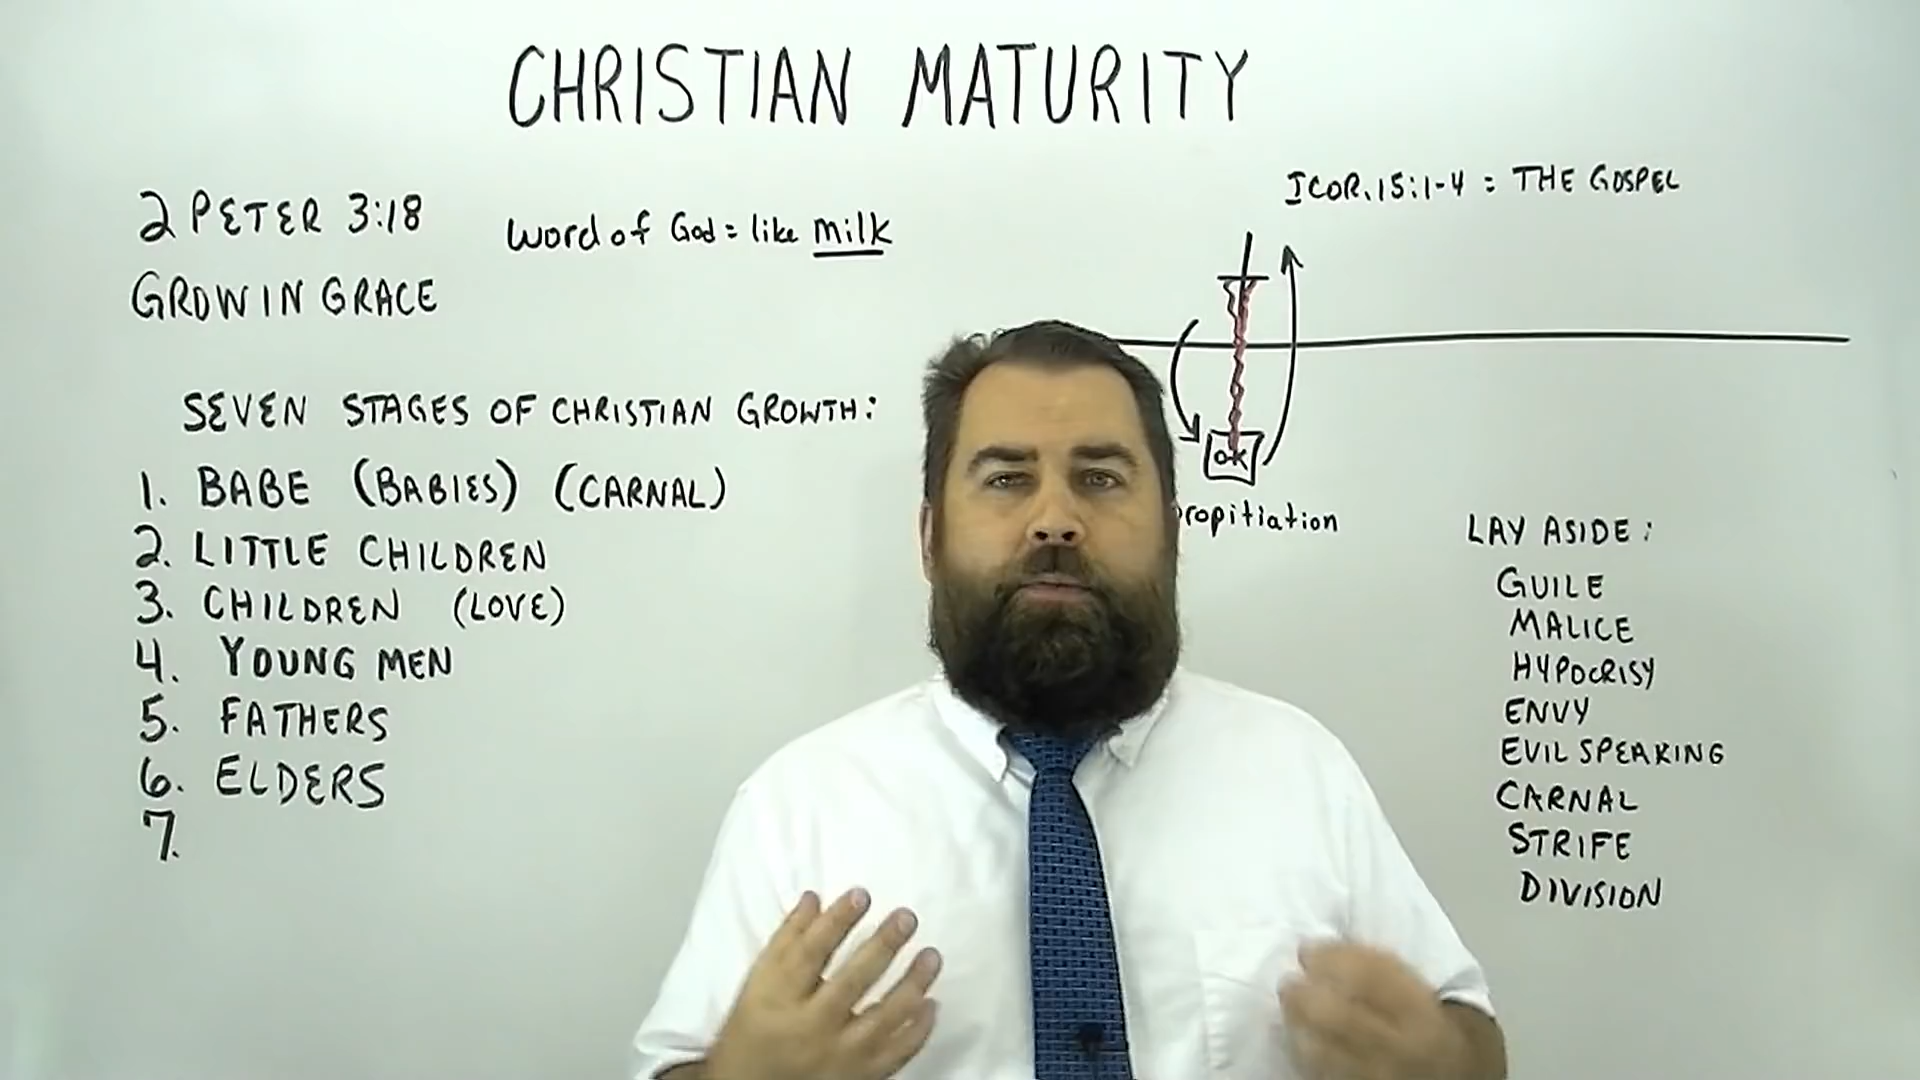 CHRISTIAN MATURITY
2 PETER 3:18
GROW IN GRACE
word of God = like milk
I COR. 15:1-4 = THE GOSPEL
OK
propitiation
SEVEN STAGES OF CHRISTIAN GROWTH:
1. BABE (BABIES) (CARNAL)
2. LITTLE CHILDREN
3. CHILDREN (LOVE)
4. YOUNG MEN
5. FATHERS
6. ELDERS
7.
LAY ASIDE:
GUILE
MALICE
HYPOCRISY
ENVY
EVIL SPEAKING
CARNAL
STRIFE
DIVISION